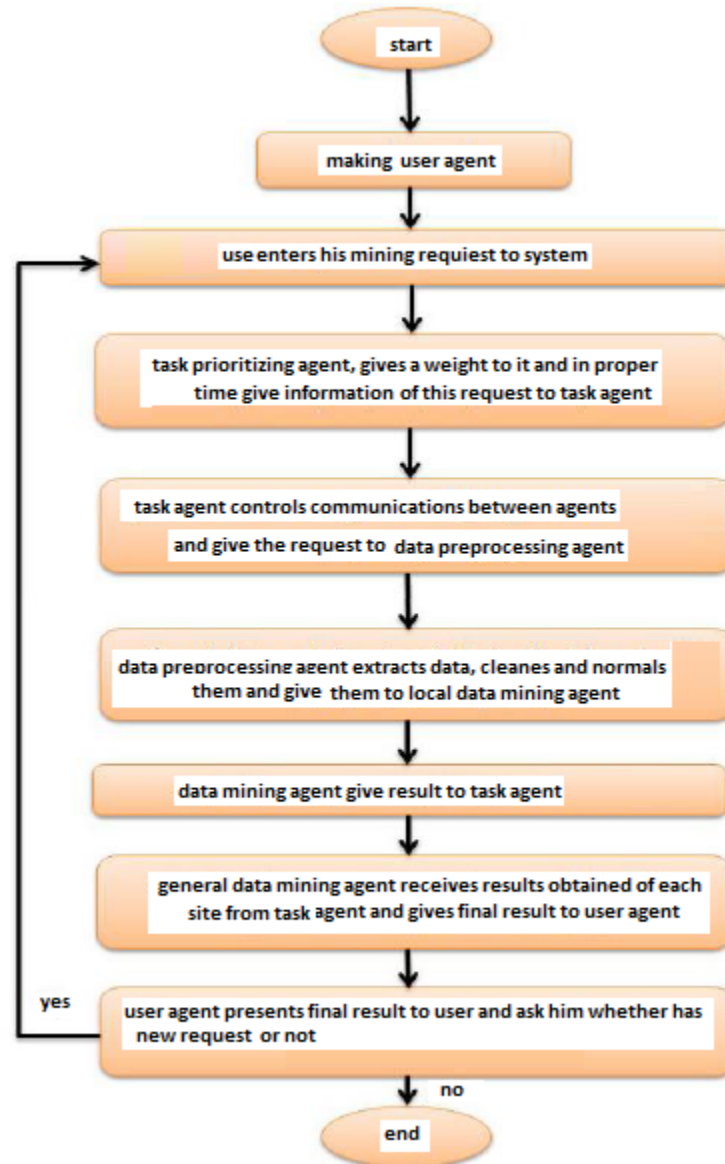 start
making user agent
use enters his mining requiest to system
task prioritizing agent, gives a weight to it and in proper
time give information of this request to task agent
task agent controls communications between agents
and give the request to data preprocessing agent
data preprocessing agent extracts data, cleanes and normals
them and give them to local data mining agent
data mining agent give result to task agent
general data mining agent receives results obtained of each
site from task agent and gives final result to user agent
yes
user agent presents final result to user and ask him whether has
new request or not
no
end